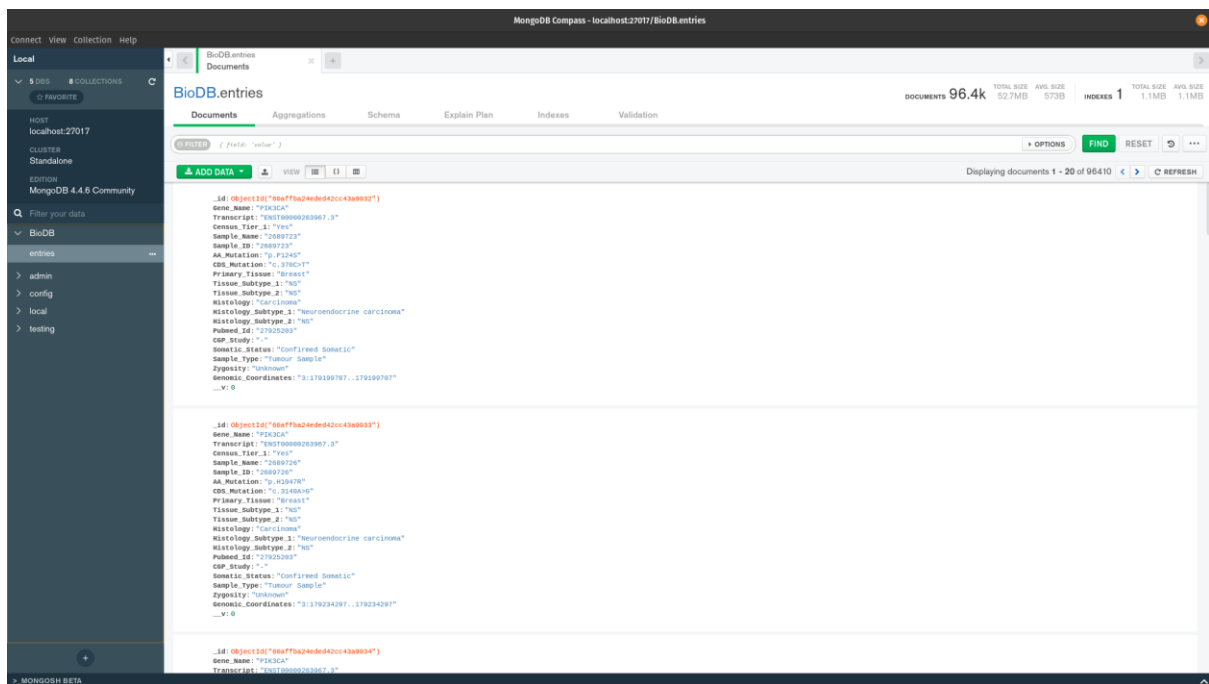 MongoDB Compass - localhost:27017/BioDB.entries
Connect View Collection Help
Local
5 DBS 8 COLLECTIONS
FAVORITE
HOST
localhost:27017
CLUSTER
Standalone
EDITION
MongoDB 4.4.6 Community
Filter your data
BioDB
entries
admin
config
local
testing
> MONGOSH BETA
BioDB.entries
Documents
BioDB.entries
DOCUMENTS 96.4k TOTAL SIZE 52.7MB AVG. SIZE 573B INDEXES 1 TOTAL SIZE 1.1MB AVG. SIZE 1.1MB
Documents Aggregations Schema Explain Plan Indexes Validation
FILTER { field: 'value' } OPTIONS FIND RESET
ADD DATA VIEW Displaying documents 1 - 20 of 96410 REFRESH
_id: ObjectId("60affba24eded42cc43a9932")
Gene_Name: "PIK3CA"
Transcript: "ENST00000263967.3"
Census_Tier_1: "Yes"
Sample_Name: "2689723"
Sample_ID: "2689723"
AA_Mutation: "p.P124S"
CDS_Mutation: "c.370C>T"
Primary_Tissue: "Breast"
Tissue_Subtype_1: "NS"
Tissue_Subtype_2: "NS"
Histology: "Carcinoma"
Histology_Subtype_1: "Neuroendocrine carcinoma"
Histology_Subtype_2: "NS"
Pubmed_Id: "27925203"
CGP_Study: "-"
Somatic_Status: "Confirmed Somatic"
Sample_Type: "Tumour Sample"
Zygosity: "Unknown"
Genomic_Coordinates: "3:179199707..179199707"
__v: 0
_id: ObjectId("60affba24eded42cc43a9933")
Gene_Name: "PIK3CA"
Transcript: "ENST00000263967.3"
Census_Tier_1: "Yes"
Sample_Name: "2689726"
Sample_ID: "2689726"
AA_Mutation: "p.H1047R"
CDS_Mutation: "c.3140A>G"
Primary_Tissue: "Breast"
Tissue_Subtype_1: "NS"
Tissue_Subtype_2: "NS"
Histology: "Carcinoma"
Histology_Subtype_1: "Neuroendocrine carcinoma"
Histology_Subtype_2: "NS"
Pubmed_Id: "27925203"
CGP_Study: "-"
Somatic_Status: "Confirmed Somatic"
Sample_Type: "Tumour Sample"
Zygosity: "Unknown"
Genomic_Coordinates: "3:179234297..179234297"
__v: 0
_id: ObjectId("60affba24eded42cc43a9934")
Gene_Name: "PIK3CA"
Transcript: "ENST00000263967.3"